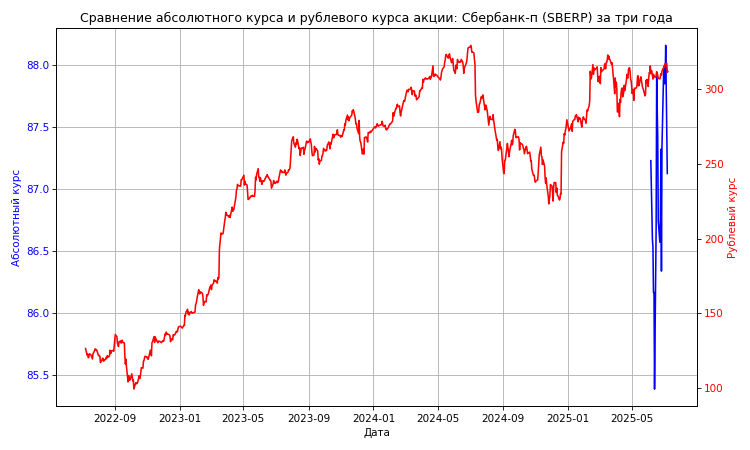 Сравнение абсолютного курса и рублевого курса акции: Сбербанк-п (SBERP) за три года
Абсолютный курс
88.0
87.5
87.0
86.5
86.0
85.5
300
250
200
150
100
Рублевый курс
2022-09 2023-01 2023-05 2023-09 2024-01 2024-05 2024-09 2025-01 2025-05
Дата